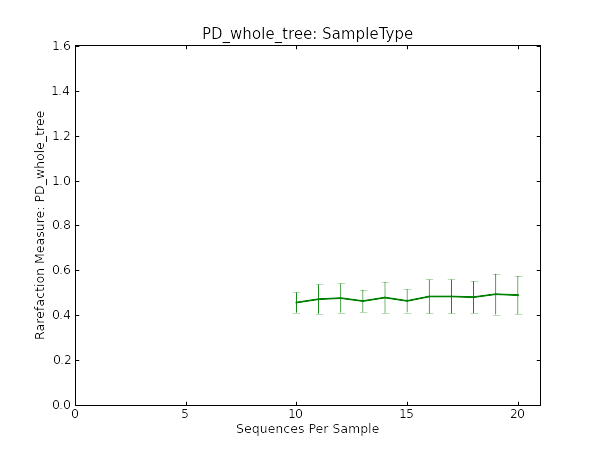 PD_whole_tree: SampleType
1.6
1.4
1.2
1.0
0.8
0.6
0.4
0.2
0.0
Rarefaction Measure: PD_whole_tree
0 5 10 15 20
Sequences Per Sample